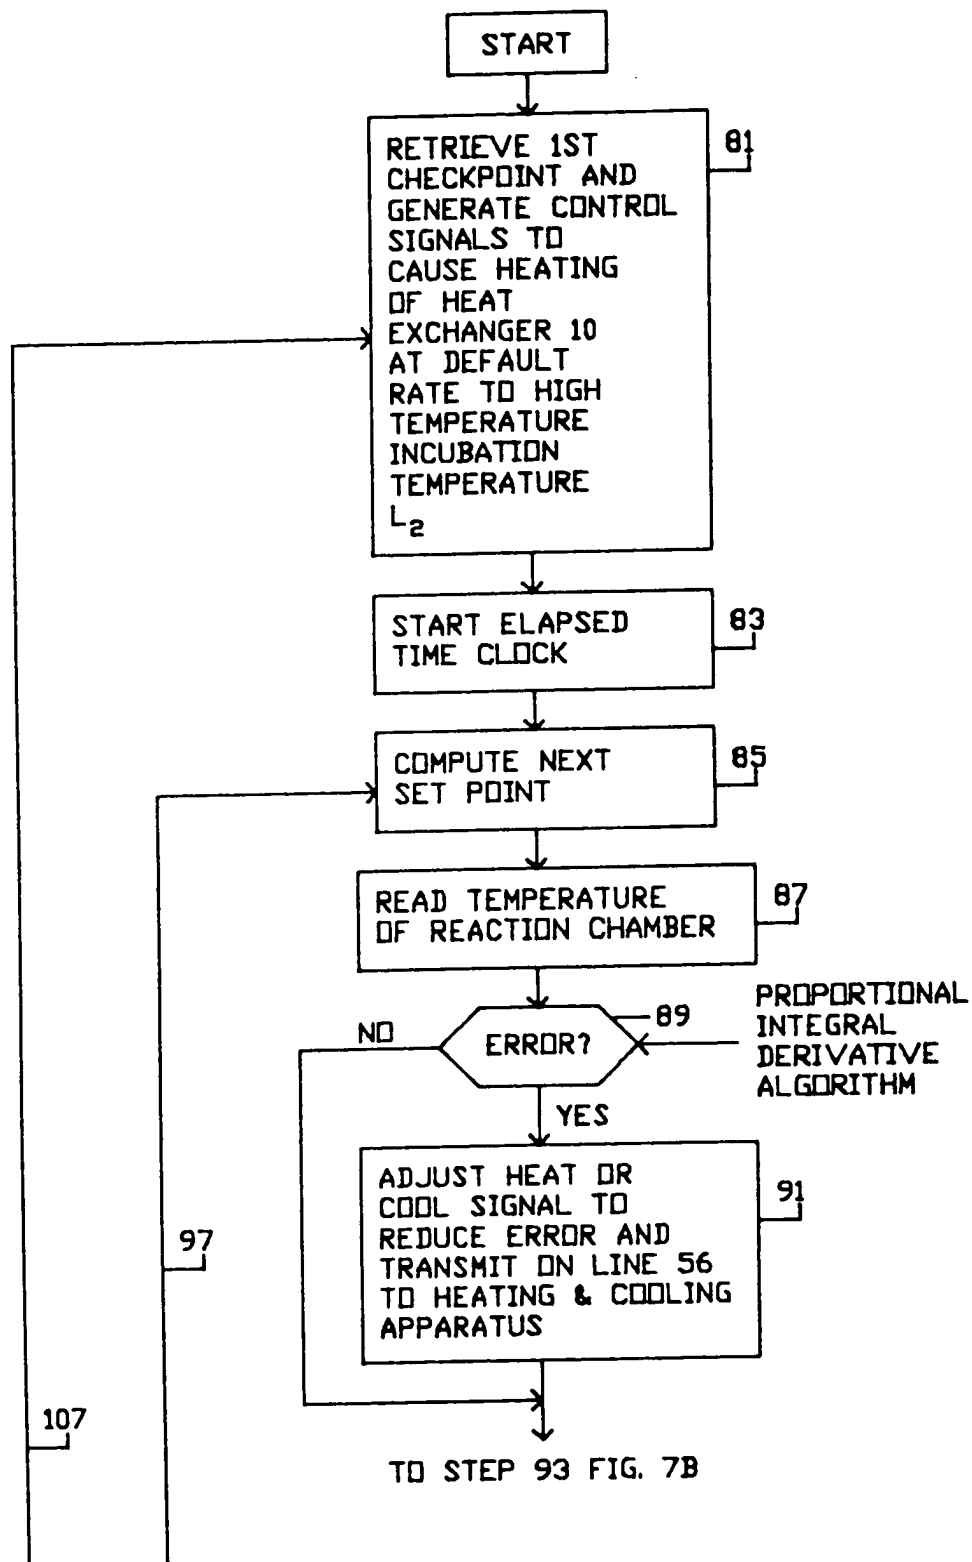 START
RETRIEVE 1ST
CHECKPOINT AND
GENERATE CONTROL
SIGNALS TO
CAUSE HEATING
OF HEAT
EXCHANGER 10
AT DEFAULT
RATE TO HIGH
TEMPERATURE
INCUBATION
TEMPERATURE
L2
81
START ELAPSED
TIME CLOCK
83
COMPUTE NEXT
SET POINT
85
READ TEMPERATURE
OF REACTION CHAMBER
87
NO
ERROR?
89
PROPORTIONAL
INTEGRAL
DERIVATIVE
ALGORITHM
YES
ADJUST HEAT OR
COOL SIGNAL TO
REDUCE ERROR AND
TRANSMIT ON LINE 56
TO HEATING & COOLING
APPARATUS
91
97
107
TO STEP 93 FIG. 7B